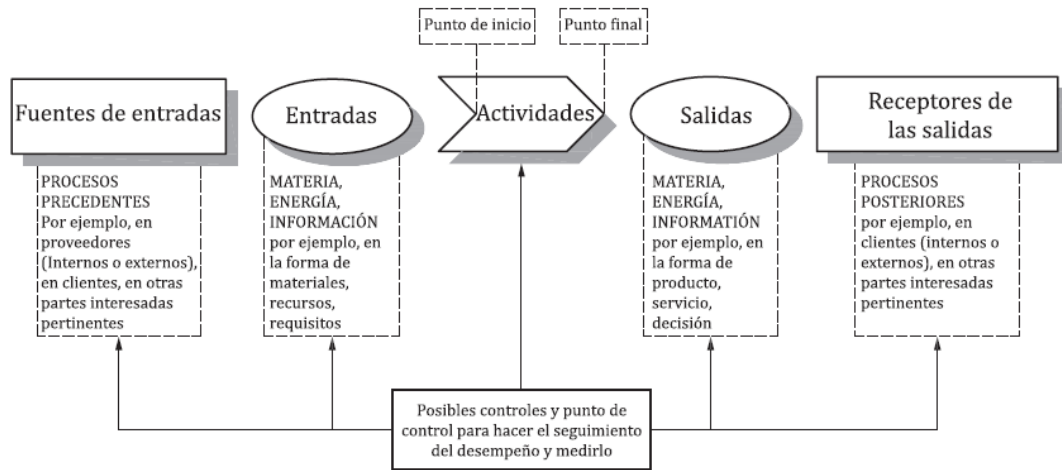 Punto de inicio
Punto final
Fuentes de entradas
Entradas
Actividades
Salidas
Receptores de
las salidas
PROCESOS
PRECEDENTES
Por ejemplo, en
proveedores
(Internos o externos),
en clientes, en otras
partes interesadas
pertinentes
MATERIA,
ENERGÍA,
INFORMACIÓN
por ejemplo, en
la forma de
materiales,
recursos,
requisitos
MATERIA,
ENERGÍA,
INFORMATIÓN
por ejemplo, en
la forma de
producto,
servicio,
decisión
PROCESOS
POSTERIORES
por ejemplo, en
clientes (internos o
externos), en otras
partes interesadas
pertinentes
Posibles controles y punto de
control para hacer el seguimiento
del desempeño y medirlo